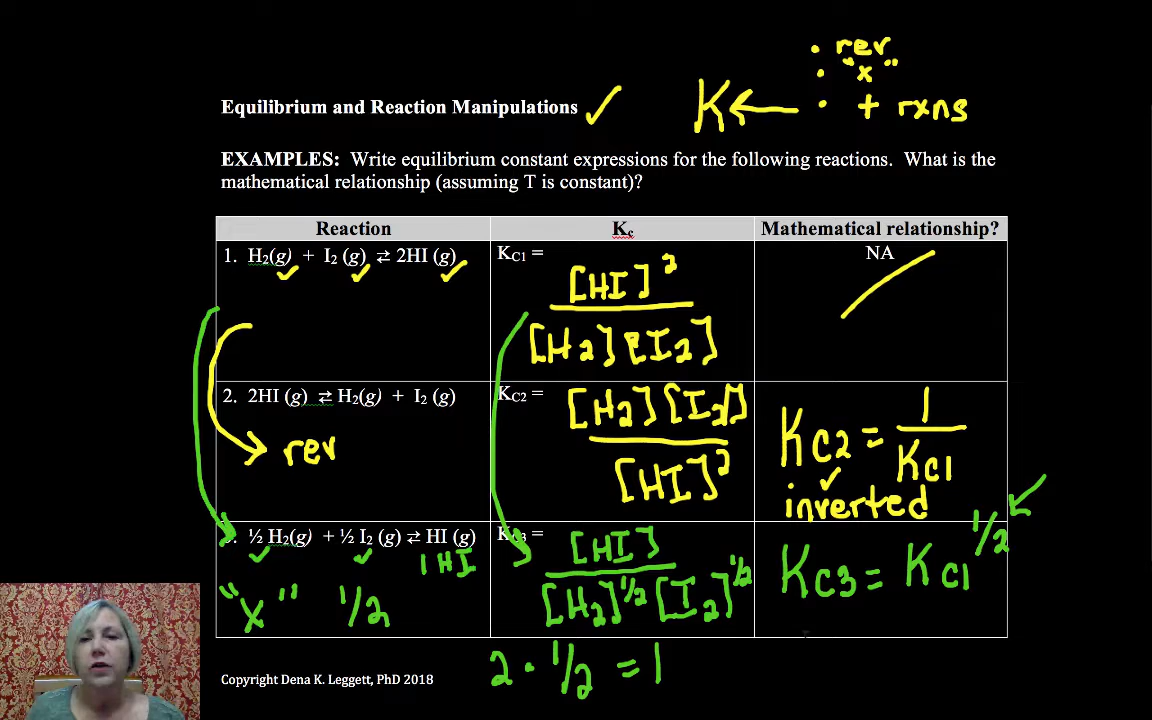 • rev
• "x"
K ← • + rxns
Equilibrium and Reaction Manipulations ✓
EXAMPLES: Write equilibrium constant expressions for the following reactions. What is the
mathematical relationship (assuming T is constant)?
Reaction
Kc
Mathematical relationship?
1. H2(g) + I2 (g) ⇄ 2HI (g)
KC1 =
[HI]²
[H2][I2]
NA
2. 2HI (g) ⇄ H2(g) + I2 (g)
rev
KC2 =
[H2][I2]
[HI]²
Kc2 = 1/Kc1
inverted
3. ½ H2(g) + ½ I2 (g) ⇄ HI (g)
1 HI
"x" 1/2
KC3 =
[HI]
[H2]^1/2 [I2]^1/2
Kc3 = Kc1^1/2
2 · 1/2 = 1
Copyright Dena K. Leggett, PhD 2018